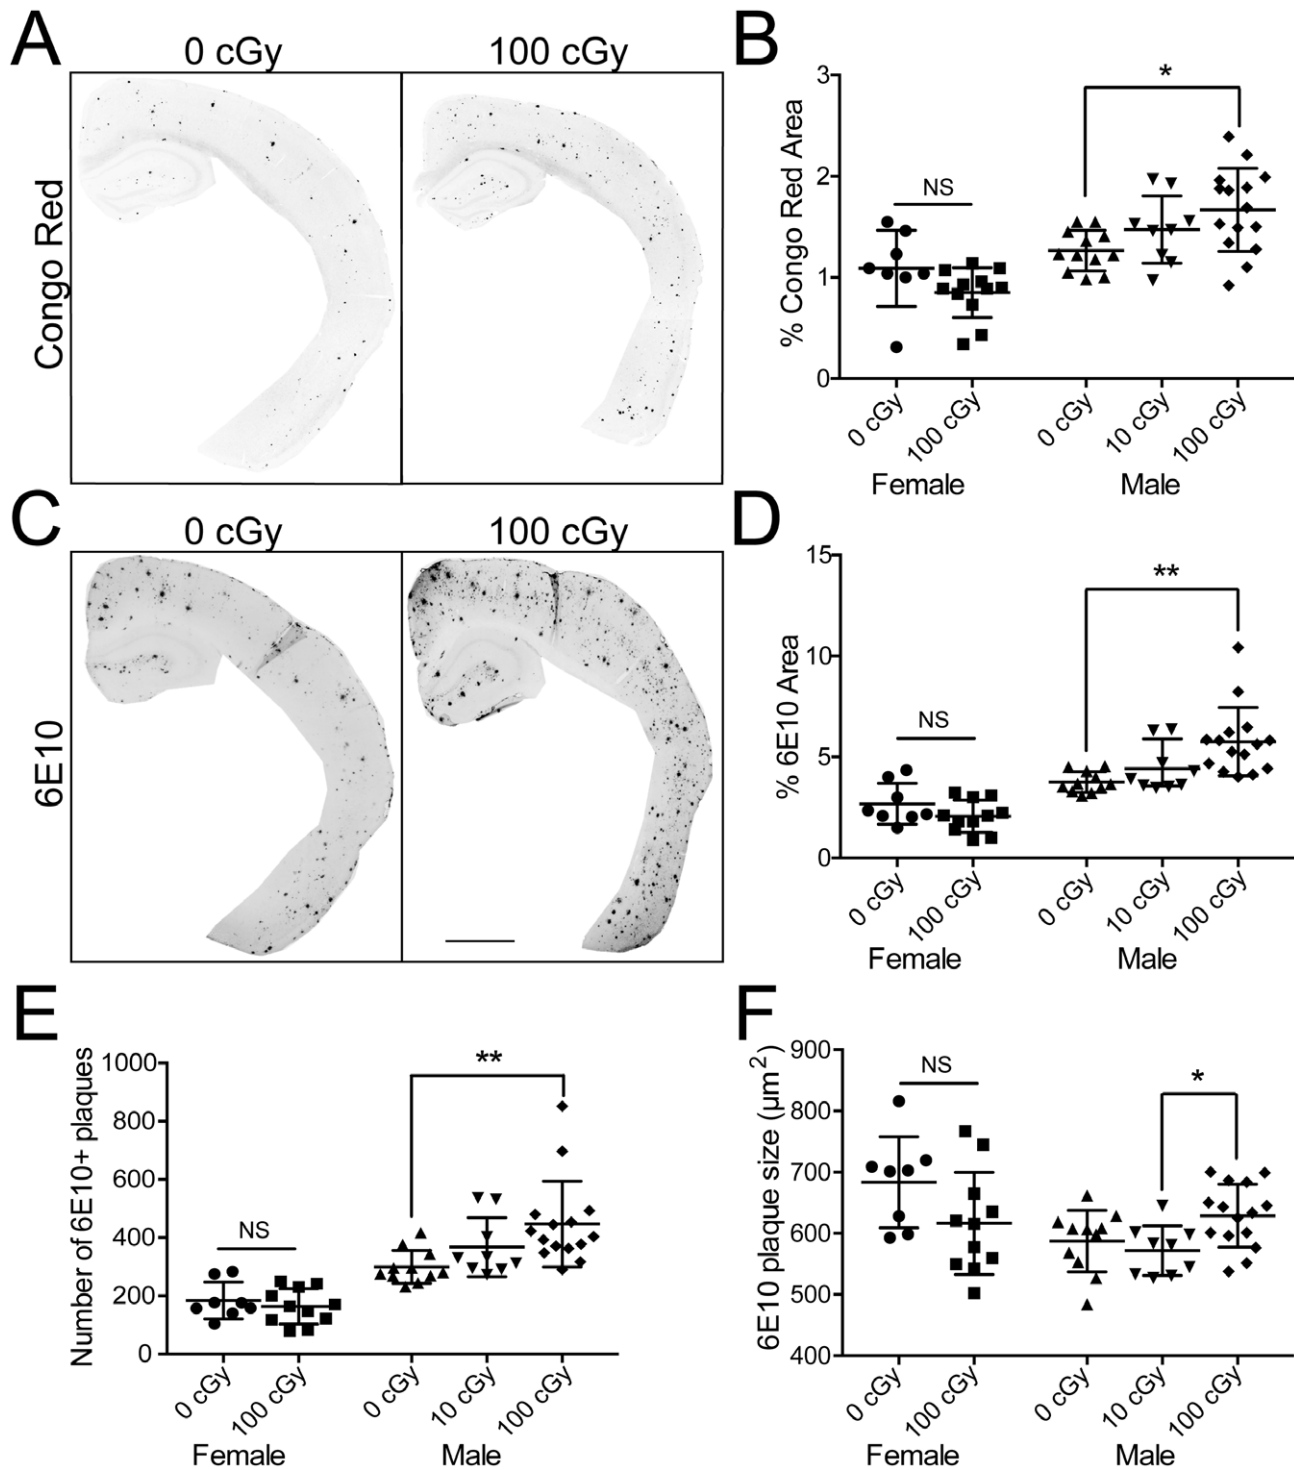 A
0 cGy
100 cGy
Congo Red
B
% Congo Red Area
3
2
1
0
NS
*
0 cGy
100 cGy
0 cGy
10 cGy
100 cGy
Female
Male
C
0 cGy
100 cGy
6E10
D
% 6E10 Area
15
10
5
0
NS
**
0 cGy
100 cGy
0 cGy
10 cGy
100 cGy
Female
Male
E
Number of 6E10+ plaques
1000
800
600
400
200
0
NS
**
0 cGy
100 cGy
0 cGy
10 cGy
100 cGy
Female
Male
F
6E10 plaque size (µm²)
900
800
700
600
500
400
NS
*
0 cGy
100 cGy
0 cGy
10 cGy
100 cGy
Female
Male